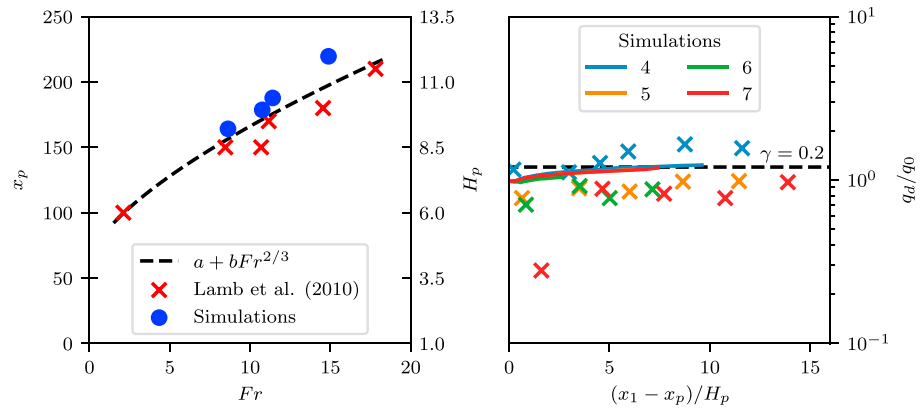 250
200
150
100
50
0
x_p
13.5
11.0
8.5
6.0
3.5
1.0
H_p
a + bFr^{2/3}
Lamb et al. (2010)
Simulations
0 5 10 15 20
Fr
Simulations
4 6
5 7
γ = 0.2
10^1
10^0
10^{-1}
q_d/q_0
0 5 10 15
(x_1 − x_p)/H_p